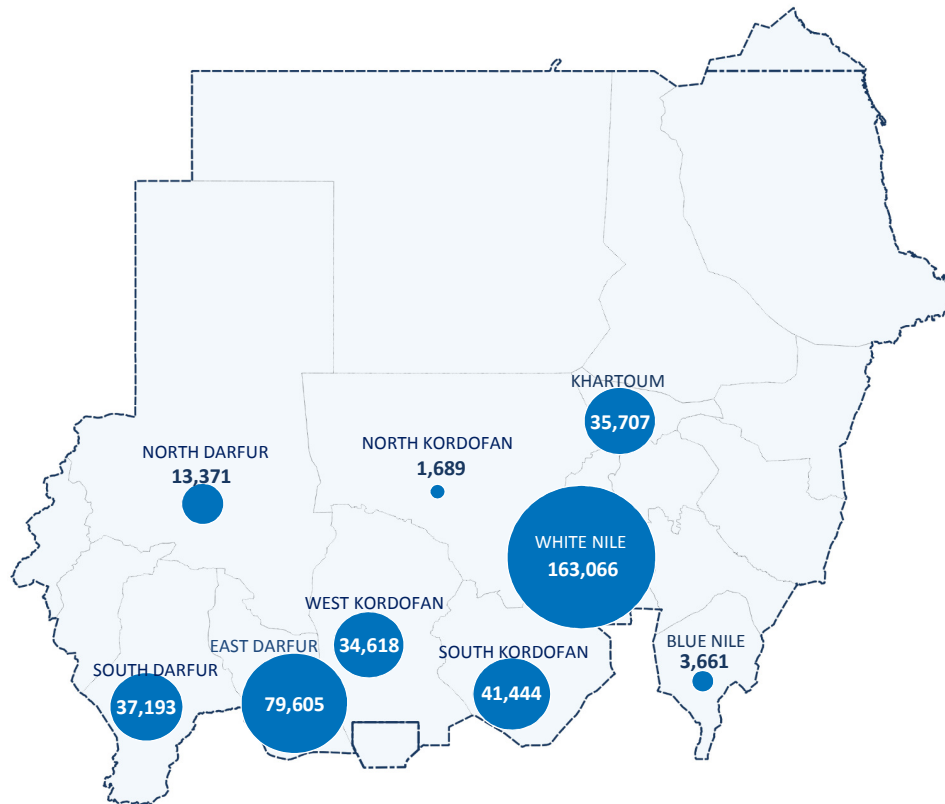 KHARTOUM
35,707
NORTH KORDOFAN
1,689
NORTH DARFUR
13,371
WHITE NILE
163,066
WEST KORDOFAN
34,618
EAST DARFUR
79,605
SOUTH KORDOFAN
41,444
BLUE NILE
3,661
SOUTH DARFUR
37,193